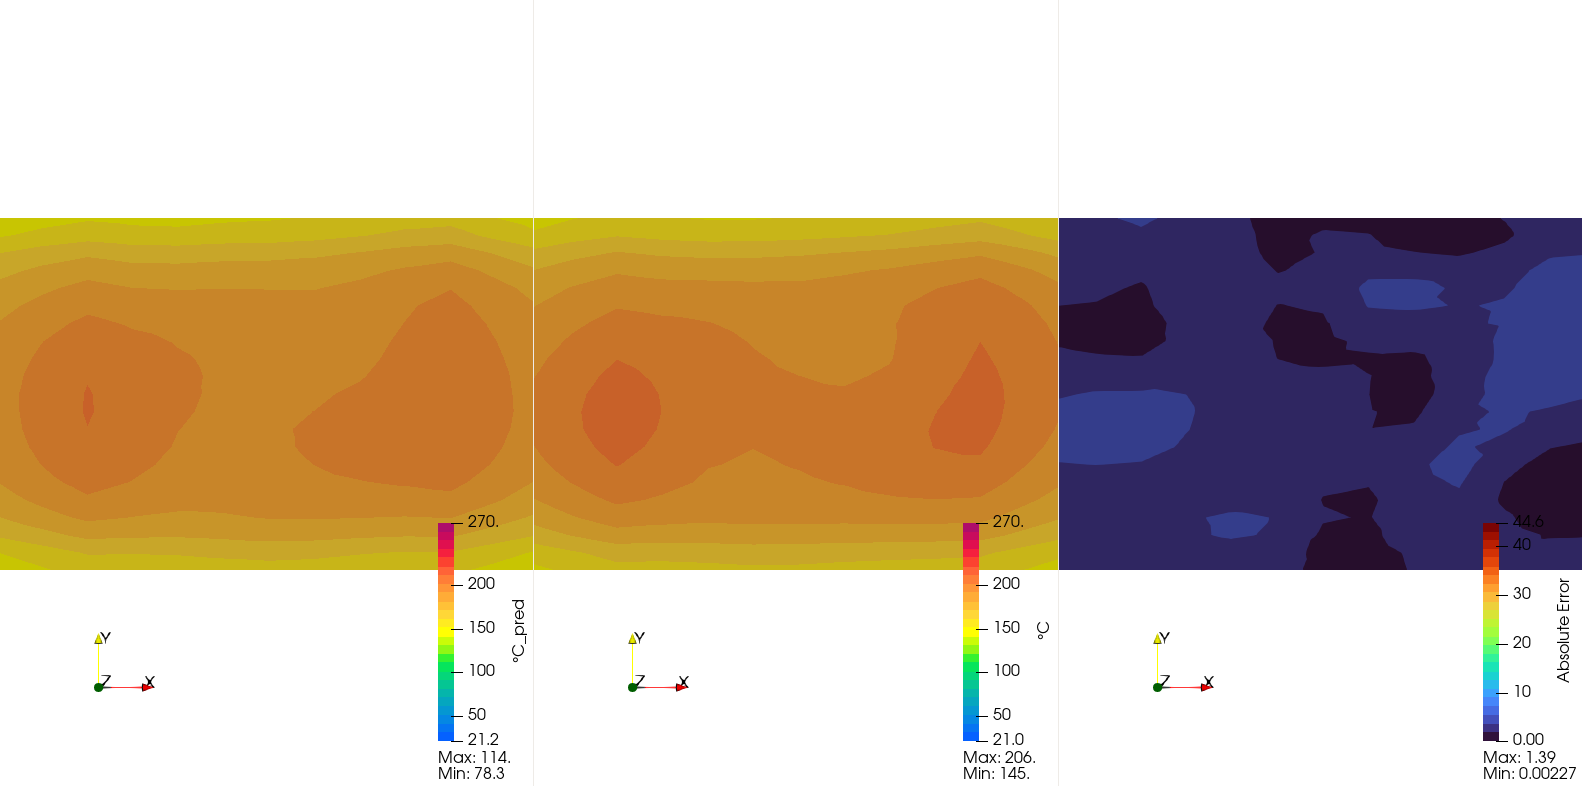 270.
200
150
100
50
21.2
°C_pred
Max: 114.
Min: 78.3
Y
Z
X
270.
200
150
100
50
21.0
°C
Max: 206.
Min: 145.
Y
Z
X
44.6
40
30
20
10
0.00
Absolute Error
Max: 1.39
Min: 0.00227
Y
Z
X